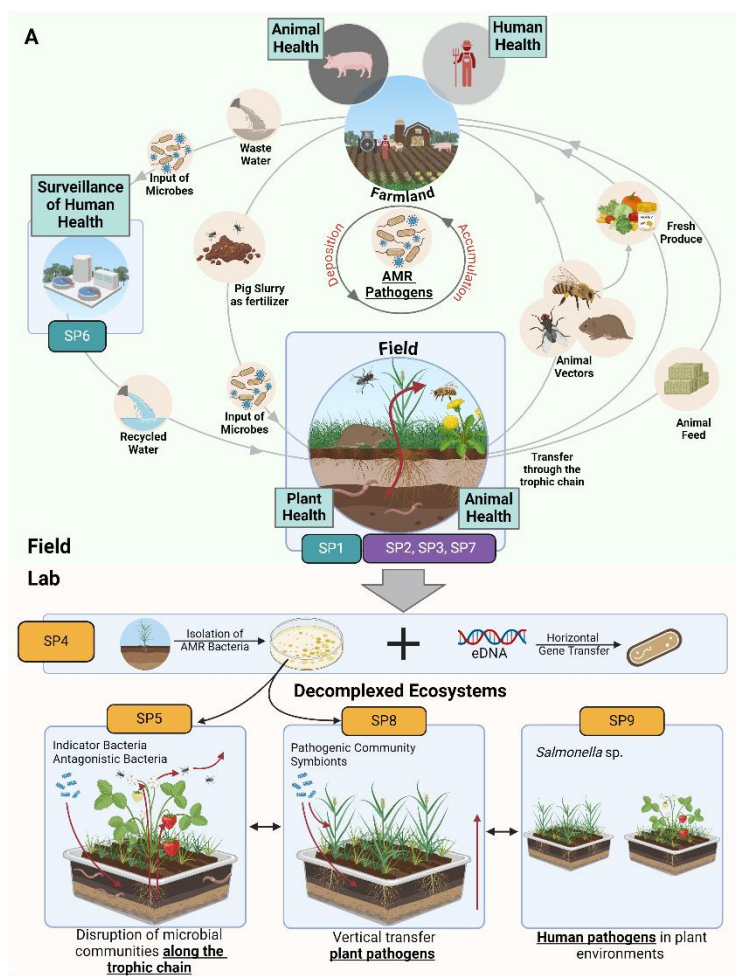 A
Animal
Health
Human
Health
Waste
Water
Input of
Microbes
Surveillance
of Human
Health
SP6
Recycled
Water
Pig Slurry
as fertilizer
Input of
Microbes
Farmland
Deposition
Accumulation
AMR
Pathogens
Fresh
Produce
Animal
Vectors
Animal
Feed
Transfer
through the
trophic chain
Field
Plant
Health
Animal
Health
SP1
SP2, SP3, SP7
Field
Lab
SP4
Isolation of
AMR Bacteria
eDNA
Horizontal
Gene Transfer
Decomplexed Ecosystems
SP5
Indicator Bacteria
Antagonistic Bacteria
Disruption of microbial
communities along the
trophic chain
SP8
Pathogenic Community
Symbionts
Vertical transfer
plant pathogens
SP9
Salmonella sp.
Human pathogens in plant
environments